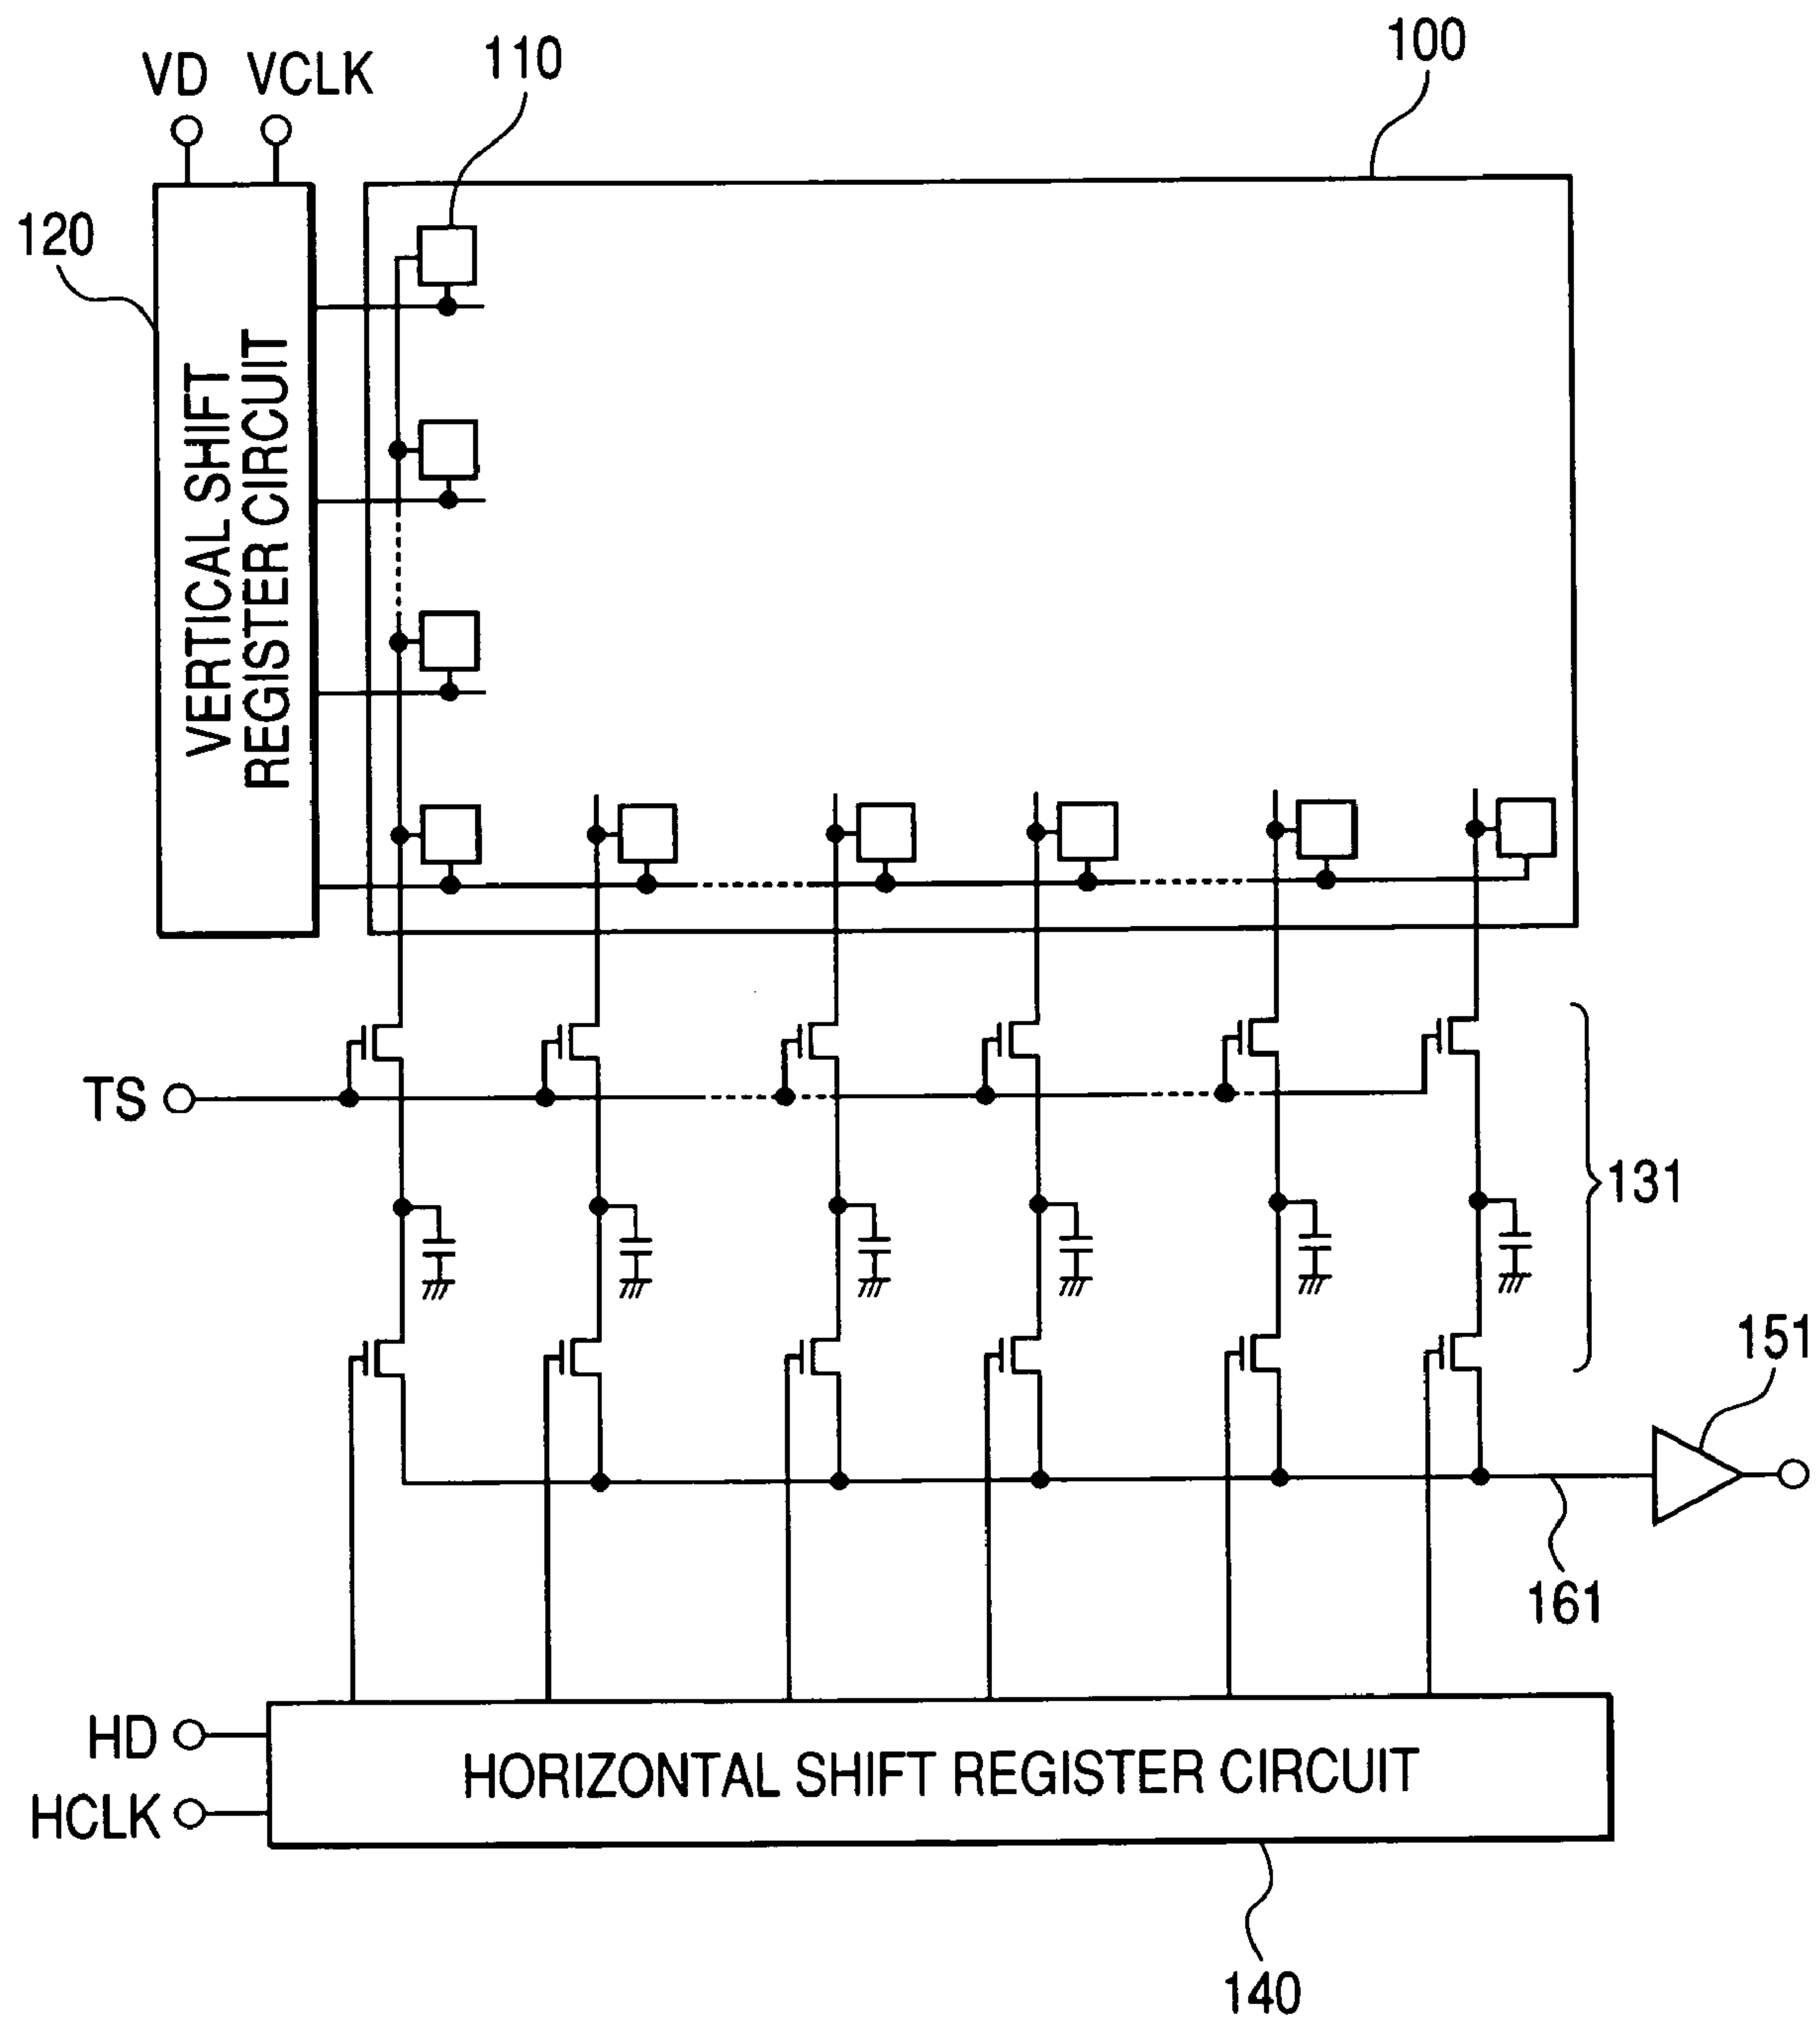 100
110
VD VCLK
120
VERTICAL SHIFT
REGISTER CIRCUIT
TS
131
151
161
HD
HORIZONTAL SHIFT REGISTER CIRCUIT
HCLK
140